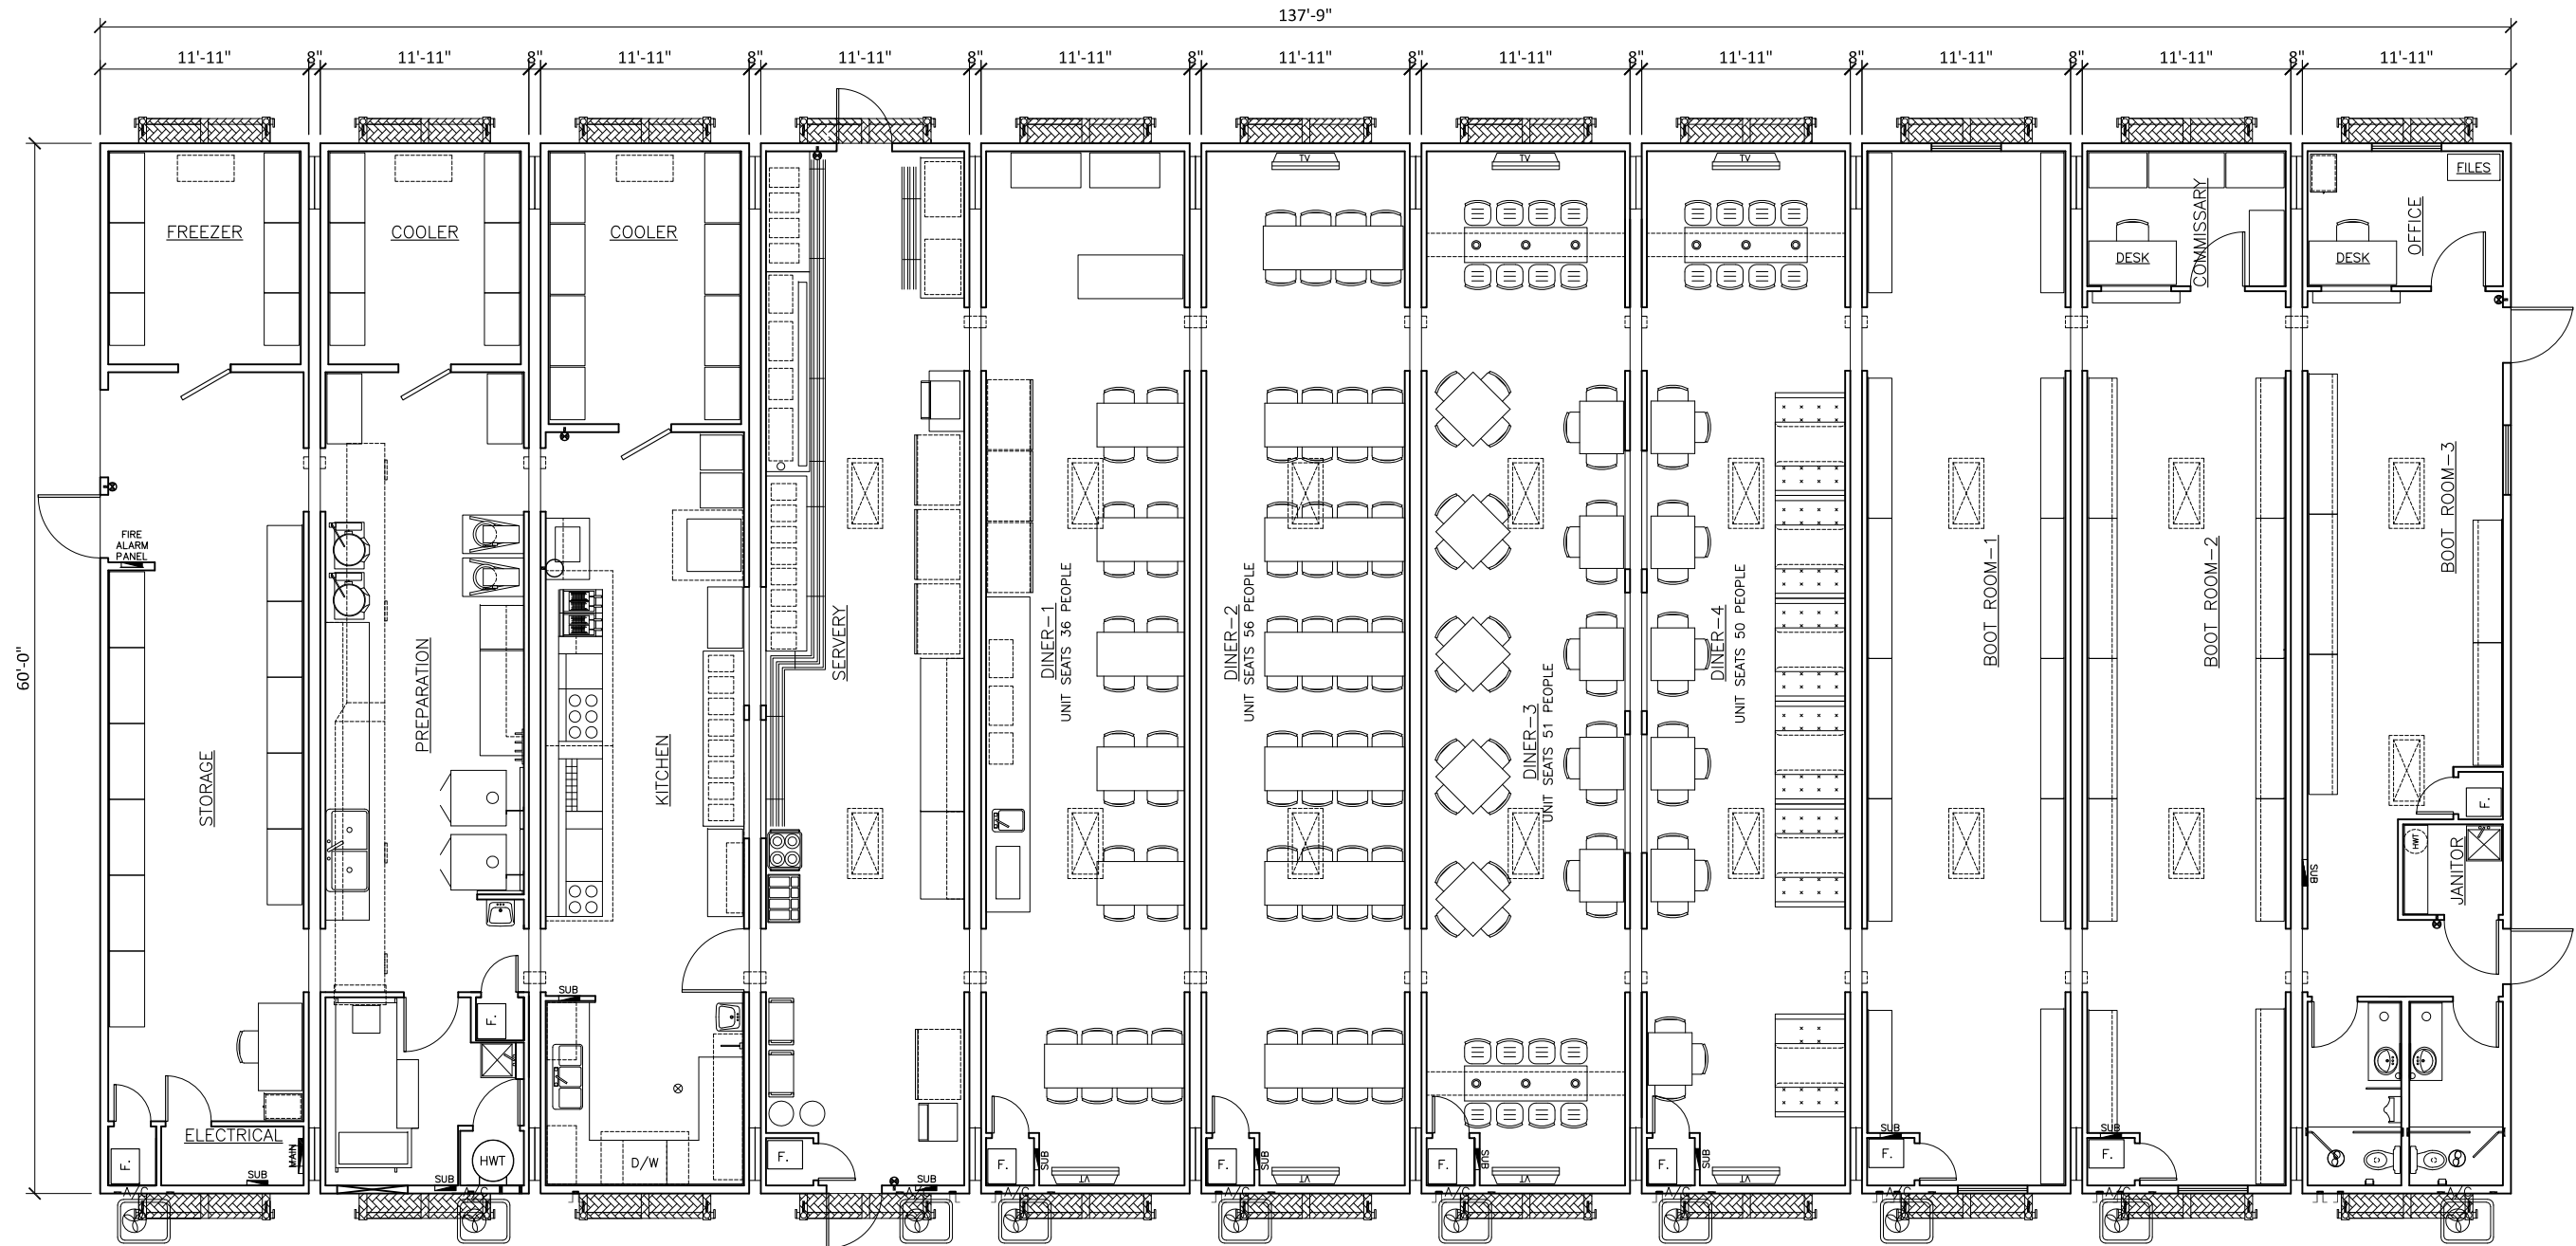 137'-9"
11'-11" 8" 11'-11" 8" 11'-11" 8" 11'-11" 8" 11'-11" 8" 11'-11" 8" 11'-11" 8" 11'-11" 8" 11'-11" 8" 11'-11" 8" 11'-11"
60'-0"
TV
TV
TV
FREEZER
COOLER
COOLER
COMMISSARY
DESK
OFFICE
FILES
DESK
FIRE
ALARM
PANEL
STORAGE
PREPARATION
KITCHEN
SERVERY
DINER-1
UNIT SEATS 36 PEOPLE
DINER-2
UNIT SEATS 56 PEOPLE
DINER-3
UNIT SEATS 51 PEOPLE
DINER-4
UNIT SEATS 50 PEOPLE
BOOT ROOM-1
BOOT ROOM-2
BOOT ROOM-3
F.
HWT
JANITOR
SUB
SUB
F.
ELECTRICAL
MAIN
F.
SUB
HWT
SUB
D/W
F.
SUB
F.
SUB
TV
F.
SUB
TV
F.
SUB
TV
F.
SUB
TV
SUB
F.
SUB
F.
A/C
A/C
A/C
A/C
A/C
A/C
A/C
A/C
A/C
A/C